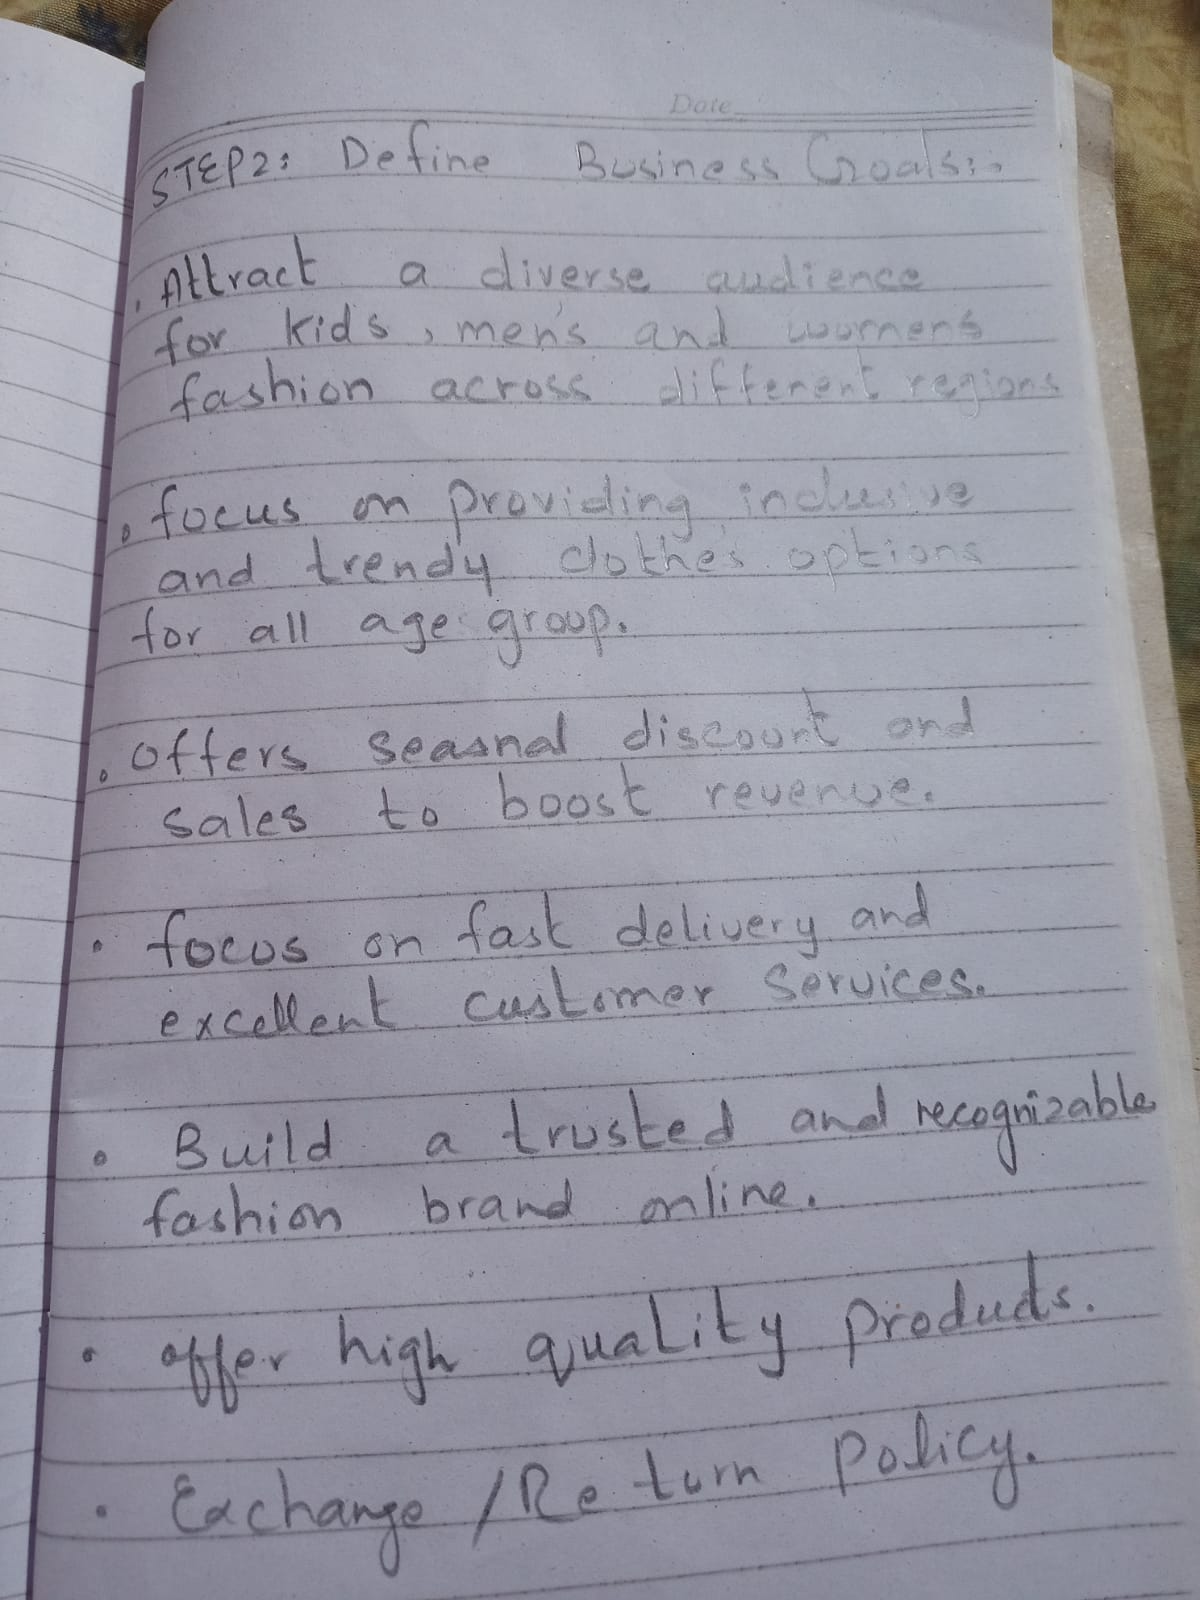 Date
STEP2: Define Business Goals:-
• Attract a diverse audience
for kids, men's and women's
fashion across different regions
• focus on providing inclusive
and trendy clothes options
for all age group.
• offers seasnal discount and
sales to boost revenue.
• focus on fast delivery and
excellent customer services.
• Build a trusted and recognizable
fashion brand online.
• offer high quality products.
• Exchange / Return policy.